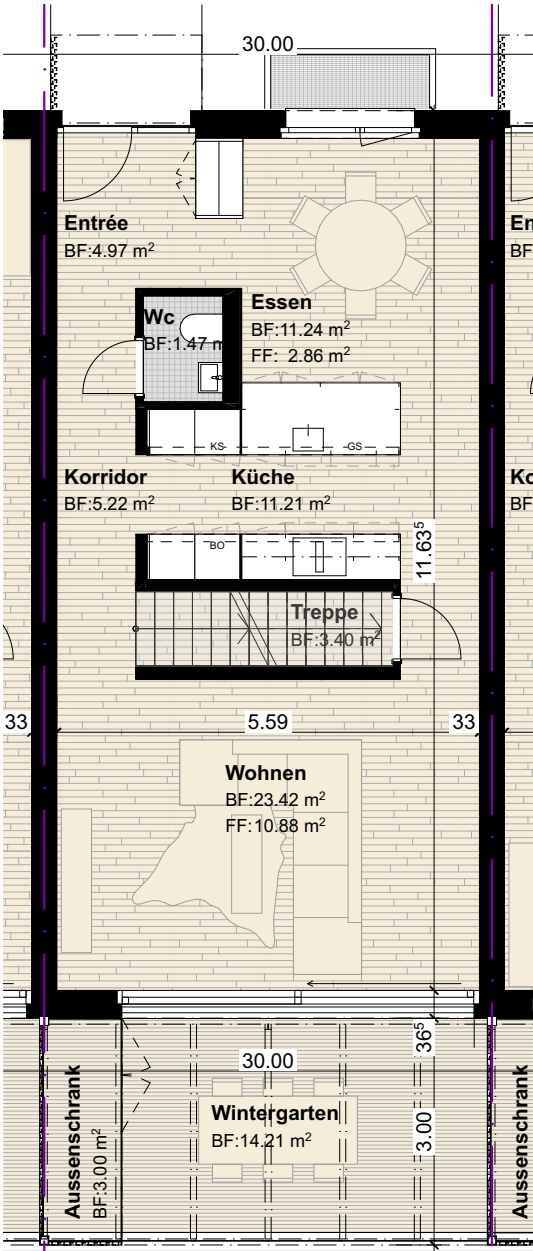 30.00
Entrée
BF:4.97 m²
En
BF
Essen
BF:11.24 m²
FF: 2.86 m²
Wc
BF:1.47 m
KS
GS
Korridor
BF:5.22 m²
Küche
BF:11.21 m²
Ko
BF
BO
11.63⁵
Treppe
BF:3.40 m²
33
5.59
33
Wohnen
BF:23.42 m²
FF:10.88 m²
36⁵
30.00
Wintergarten
BF:14.21 m²
3.00
Aussenschrank
BF:3.00 m²
Aussenschrank